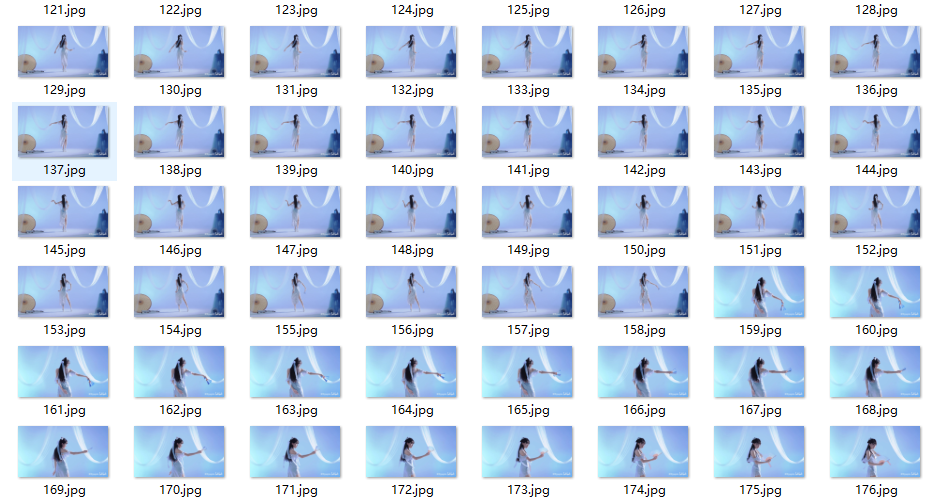 121.jpg 122.jpg 123.jpg 124.jpg 125.jpg 126.jpg 127.jpg 128.jpg
129.jpg 130.jpg 131.jpg 132.jpg 133.jpg 134.jpg 135.jpg 136.jpg
137.jpg 138.jpg 139.jpg 140.jpg 141.jpg 142.jpg 143.jpg 144.jpg
145.jpg 146.jpg 147.jpg 148.jpg 149.jpg 150.jpg 151.jpg 152.jpg
153.jpg 154.jpg 155.jpg 156.jpg 157.jpg 158.jpg 159.jpg 160.jpg
161.jpg 162.jpg 163.jpg 164.jpg 165.jpg 166.jpg 167.jpg 168.jpg
169.jpg 170.jpg 171.jpg 172.jpg 173.jpg 174.jpg 175.jpg 176.jpg